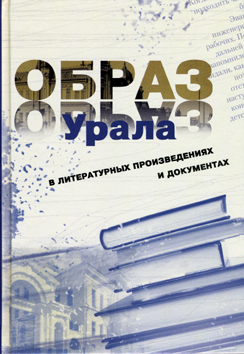 ОБРАЗ
Урала
В ЛИТЕРАТУРНЫХ ПРОИЗВЕДЕНИЯХ
И ДОКУМЕНТАХ